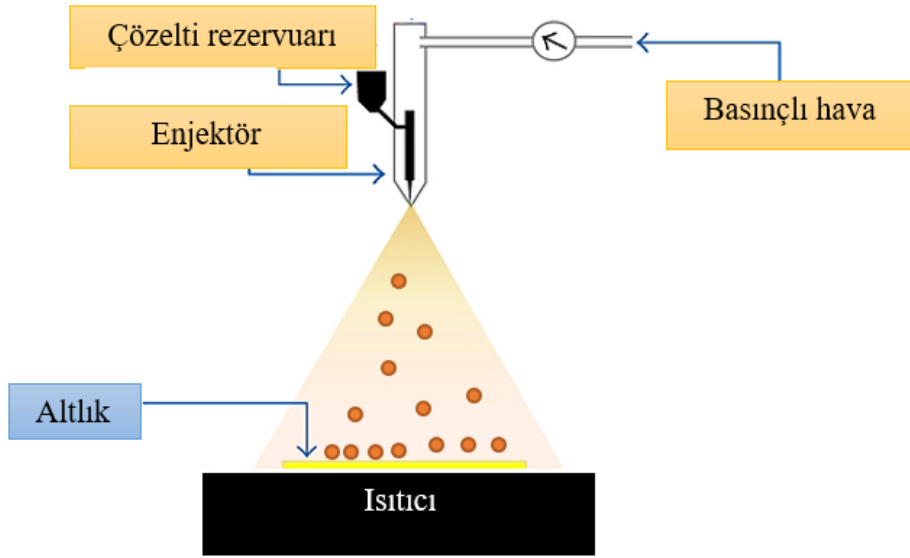 Çözelti rezervuarı
Enjektör
Basınçlı hava
Altlık
Isıtıcı